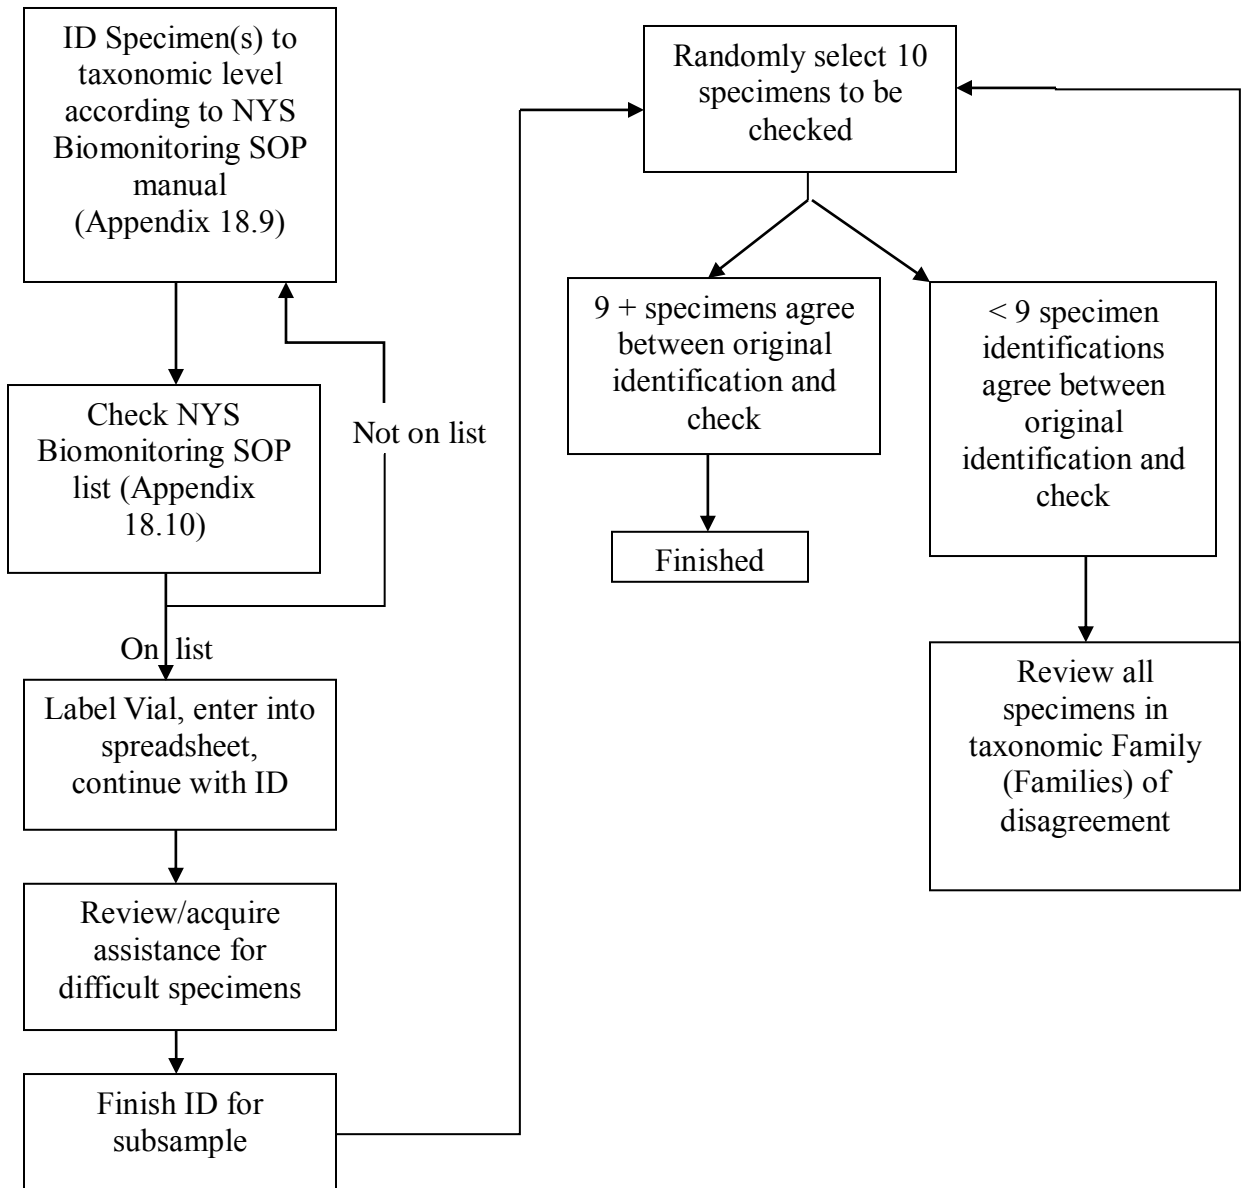 ID Specimen(s) to
taxonomic level
according to NYS
Biomonitoring SOP
manual
(Appendix 18.9)
Check NYS
Biomonitoring SOP
list (Appendix
18.10)
Not on list
On list
Label Vial, enter into
spreadsheet,
continue with ID
Review/acquire
assistance for
difficult specimens
Finish ID for
subsample
Randomly select 10
specimens to be
checked
9 + specimens agree
between original
identification and
check
Finished
< 9 specimen
identifications
agree between
original
identification and
check
Review all
specimens in
taxonomic Family
(Families) of
disagreement